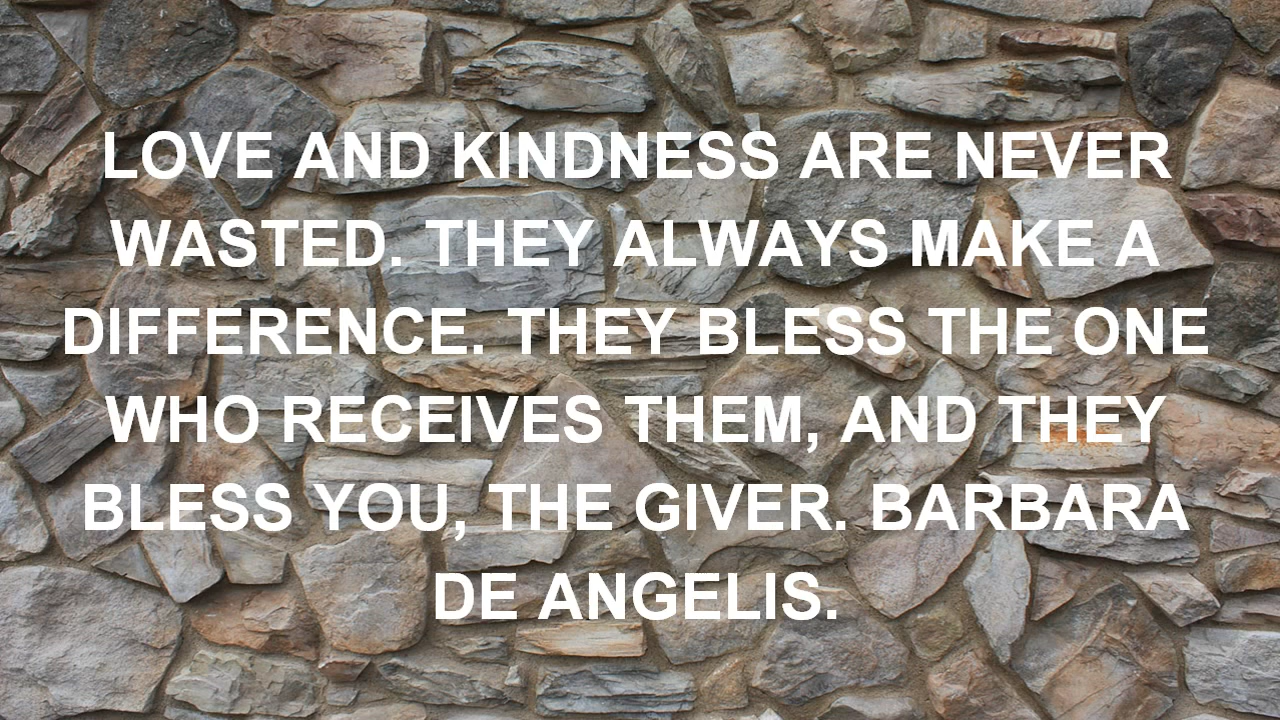 LOVE AND KINDNESS ARE NEVER
WASTED. THEY ALWAYS MAKE A
DIFFERENCE. THEY BLESS THE ONE
WHO RECEIVES THEM, AND THEY
BLESS YOU, THE GIVER. BARBARA
DE ANGELIS.